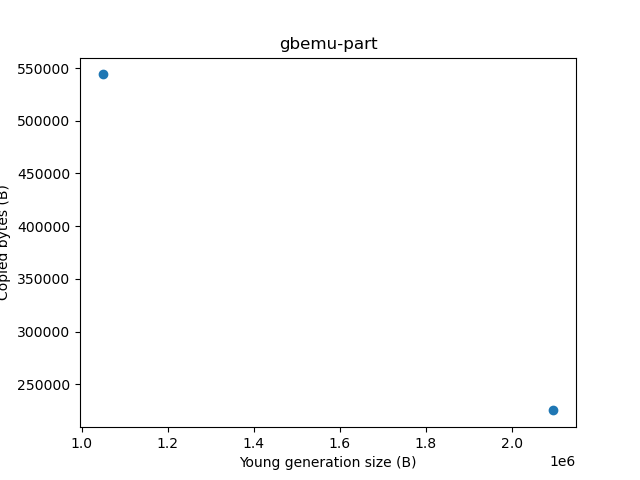 gbemu-part
550000
500000
450000
400000
350000
300000
250000
Copied bytes (B)
1.0 1.2 1.4 1.6 1.8 2.0
1e6
Young generation size (B)